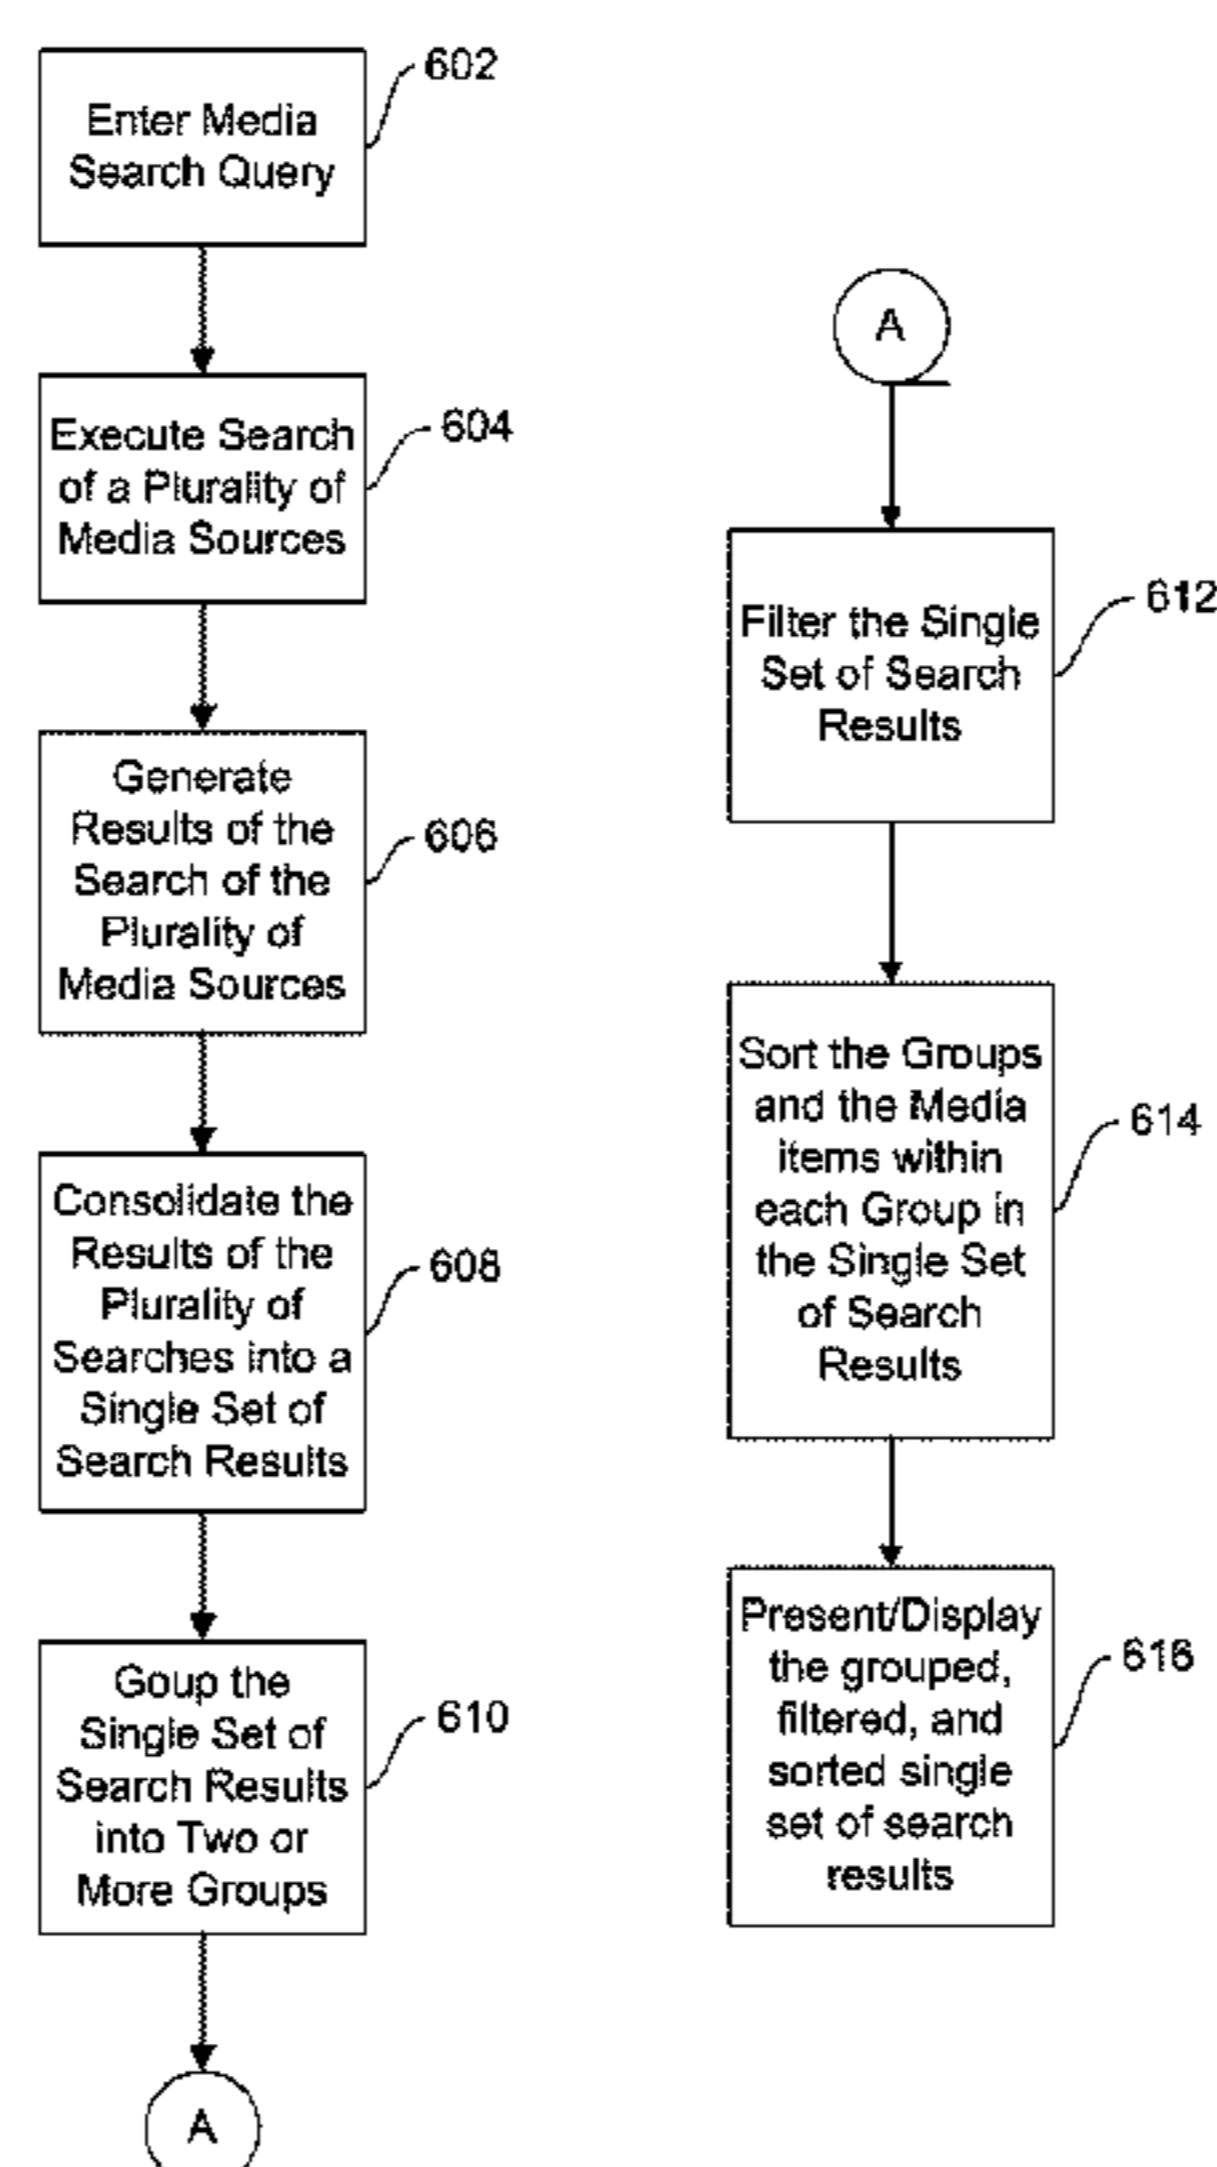 602
Enter Media
Search Query
604
Execute Search
of a Plurality of
Media Sources
606
Generate
Results of the
Search of the
Plurality of
Media Sources
608
Consolidate the
Results of the
Plurality of
Searches into a
Single Set of
Search Results
610
Goup the
Single Set of
Search Results
into Two or
More Groups
A
A
612
Filter the Single
Set of Search
Results
614
Sort the Groups
and the Media
items within
each Group in
the Single Set
of Search
Results
616
Present/Display
the grouped,
filtered, and
sorted single
set of search
results